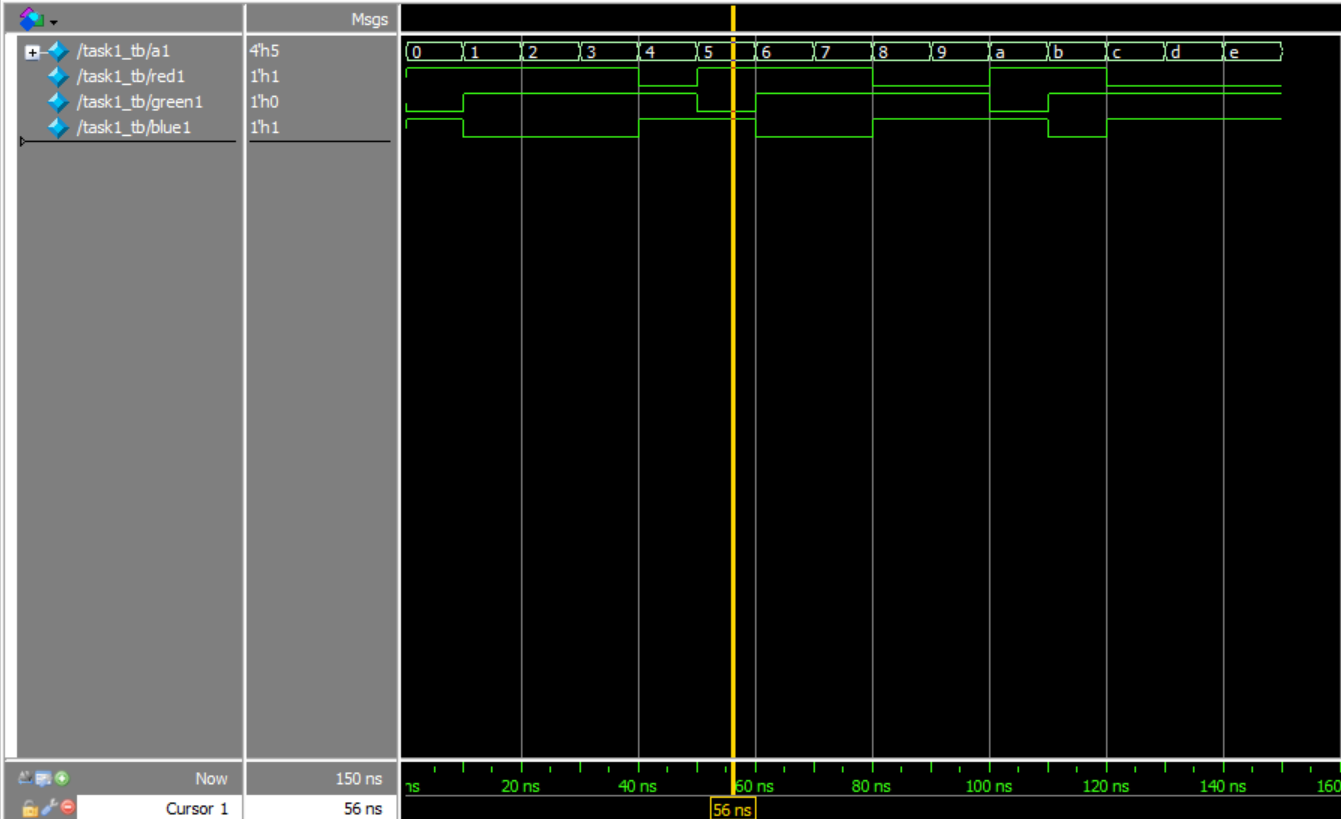 Msgs
/task1_tb/a1 4'h5 0 1 2 3 4 5 6 7 8 9 a b c d e
/task1_tb/red1 1'h1
/task1_tb/green1 1'h0
/task1_tb/blue1 1'h1
Now 150 ns ns 20 ns 40 ns 60 ns 80 ns 100 ns 120 ns 140 ns 160
Cursor 1 56 ns 56 ns